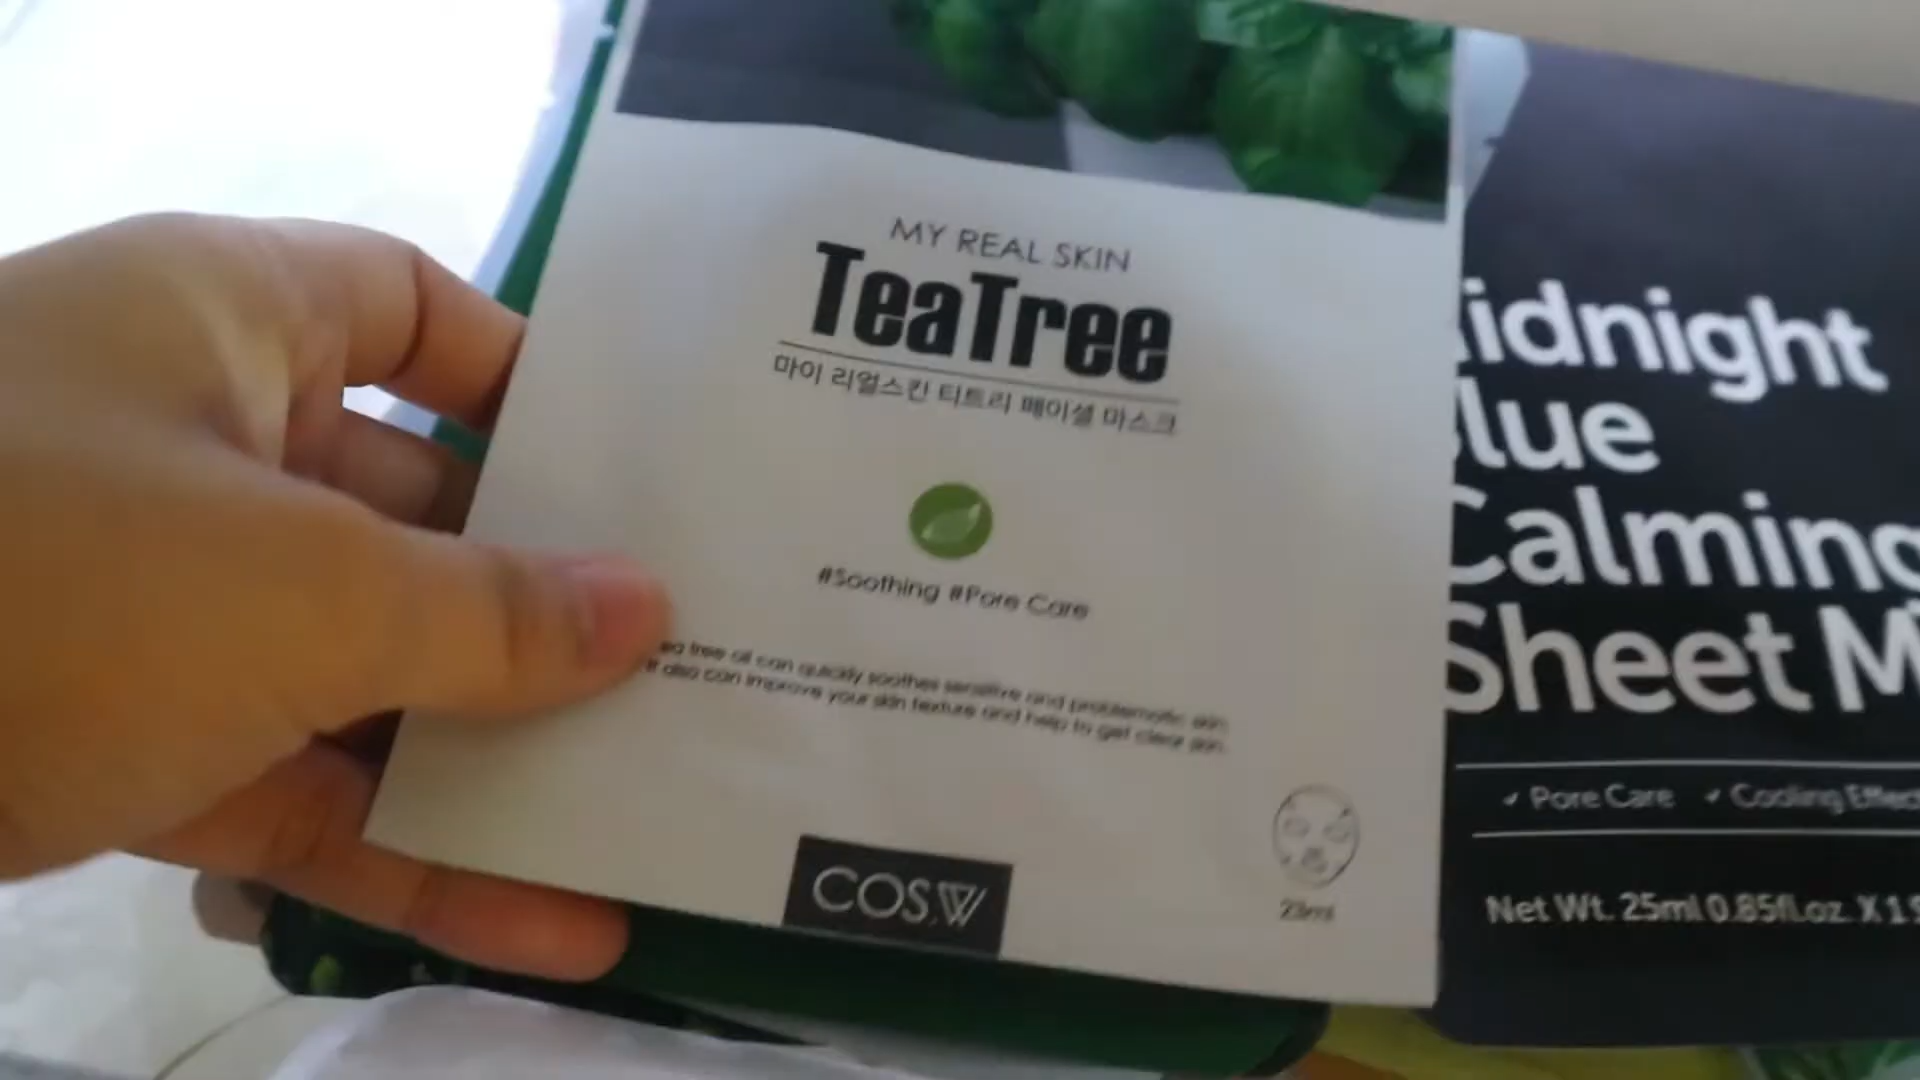 MY REAL SKIN
TeaTree
마이 리얼스킨 티트리 페이셜 마스크
#Soothing #Pore Care
tree oil can quickly soothes sensitive and problematic skin
It also can improve your skin texture and help to get clear skin.
COS.W
23ml
idnight
lue
Calming
Sheet M
✓ Pore Care ✓ Cooling Effect
Net Wt. 25ml 0.85fl.oz. X 1